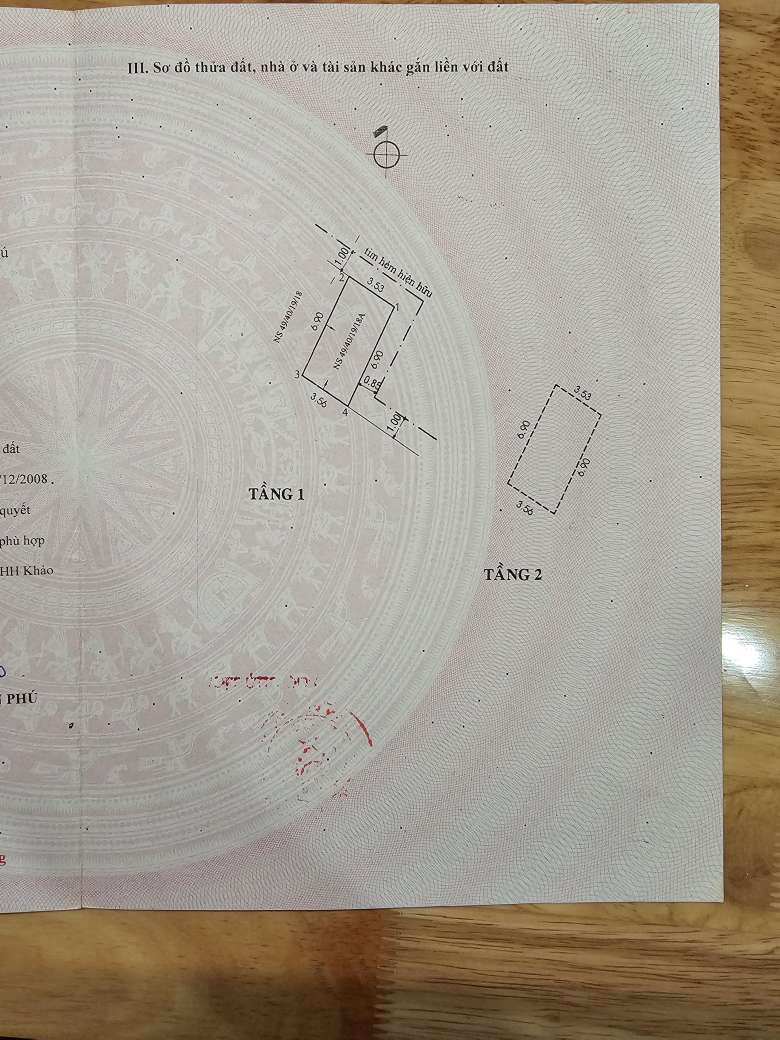 III. Sơ đồ thửa đất, nhà ở và tài sản khác gắn liền với đất
ú
1.00
tim hẻm hiện hữu
2
3.53
1
NS 49/40/19/18
6.90
NS 49/40/19/18A
6.90
3
0.85
3.56
4
1.00
TẦNG 1
3.53
6.90
6.90
3.56
TẦNG 2
đất
/12/2008 .
quyết
phù hợp
HH Khảo
PHÚ
g